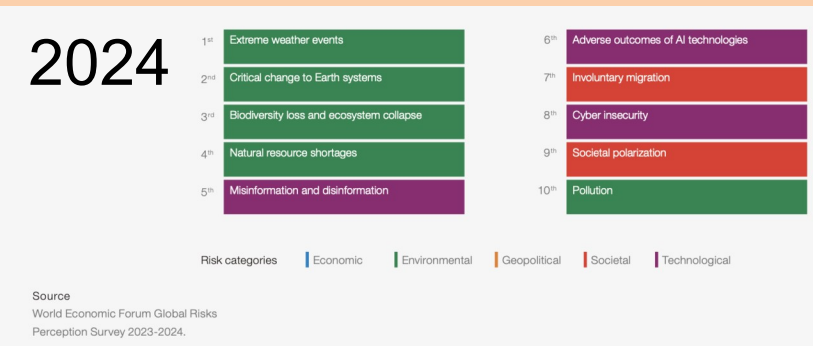 2024
1st Extreme weather events
2nd Critical change to Earth systems
3rd Biodiversity loss and ecosystem collapse
4th Natural resource shortages
5th Misinformation and disinformation
6th Adverse outcomes of AI technologies
7th Involuntary migration
8th Cyber insecurity
9th Societal polarization
10th Pollution
Risk categories Economic Environmental Geopolitical Societal Technological
Source
World Economic Forum Global Risks
Perception Survey 2023-2024.